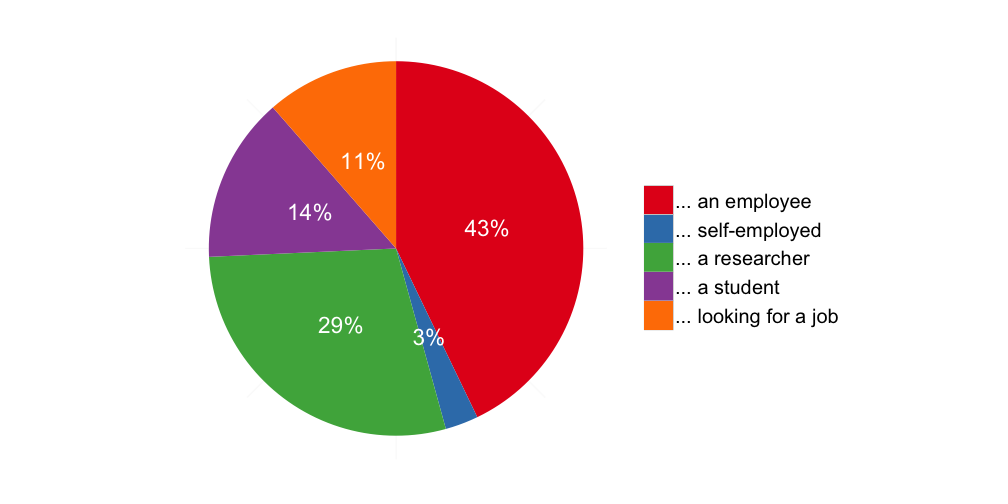 11%
14%
43%
29%
3%
... an employee
... self-employed
... a researcher
... a student
... looking for a job